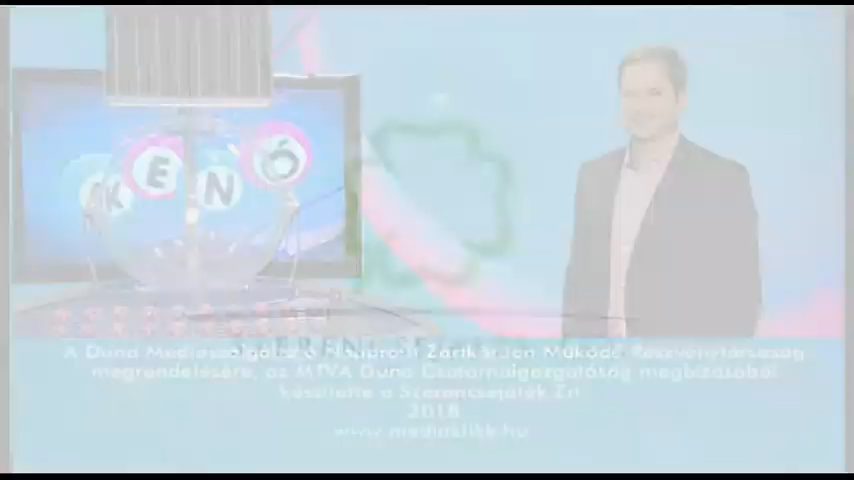 KENÓ
SZERENCSEJÁTÉK
A Duna Médiaszolgáltató Nonprofit Zártkörűen Működő Részvénytársaság
megrendelésére, az MTVA Duna Csatornaigazgatóság megbízásából
készítette a Szerencsejáték Zrt.
2018
www.mediaklikk.hu